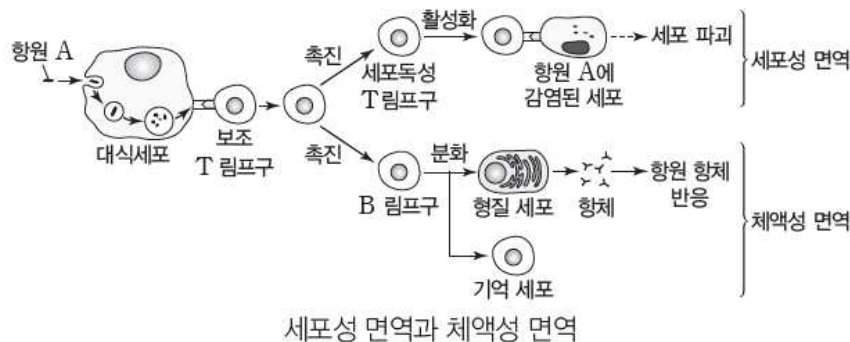 항원 A
대식세포
보조
T 림프구
촉진
세포독성
T림프구
활성화
항원 A에
감염된 세포
세포 파괴
세포성 면역
촉진
B 림프구
분화
형질 세포
항체
항원 항체
반응
기억 세포
체액성 면역
세포성 면역과 체액성 면역